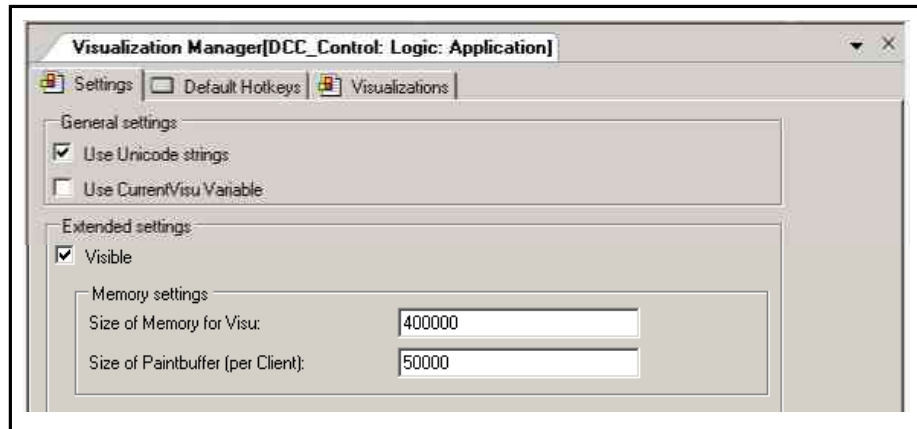 Visualization Manager[DCC_Control: Logic: Application]
Settings Default Hotkeys Visualizations
General settings
Use Unicode strings
Use CurrentVisu Variable
Extended settings
Visible
Memory settings
Size of Memory for Visu: 400000
Size of Paintbuffer (per Client): 50000